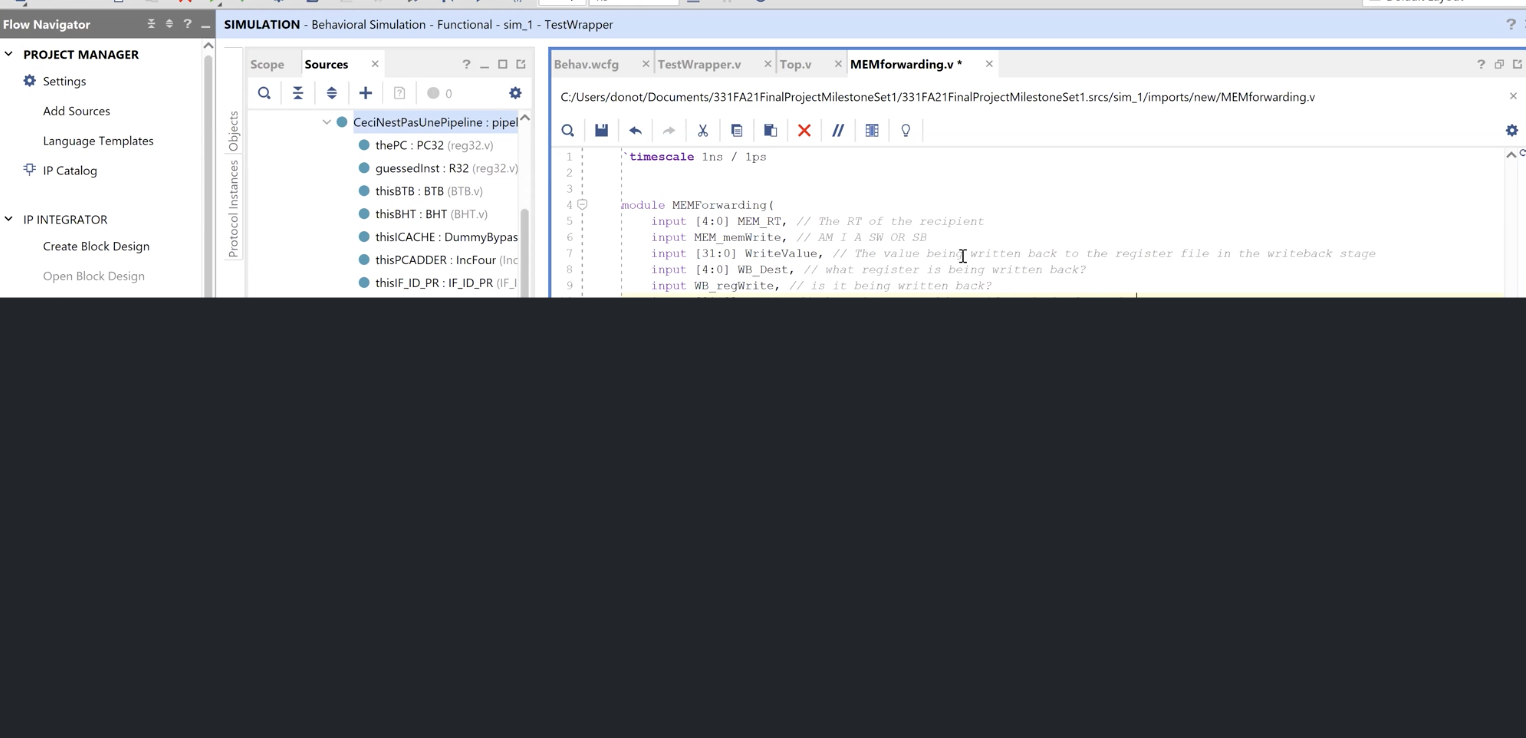 Flow Navigator
SIMULATION - Behavioral Simulation - Functional - sim_1 - TestWrapper
PROJECT MANAGER
Settings
Add Sources
Language Templates
IP Catalog
IP INTEGRATOR
Create Block Design
Open Block Design
Objects
Protocol Instances
Scope
Sources
0
CeciNestPasUnePipeline : pipel
thePC : PC32 (reg32.v)
guessedInst : R32 (reg32.v)
thisBTB : BTB (BTB.v)
thisBHT : BHT (BHT.v)
thisICACHE : DummyBypas
thisPCADDER : IncFour (Inc
thisIF_ID_PR : IF_ID_PR (IF_I
Behav.wcfg
TestWrapper.v
Top.v
MEMforwarding.v *
C:/Users/donot/Documents/331FA21FinalProjectMilestoneSet1/331FA21FinalProjectMilestoneSet1.srcs/sim_1/imports/new/MEMforwarding.v
1 `timescale 1ns / 1ps
2
3
4 module MEMForwarding(
5 input [4:0] MEM_RT, // The RT of the recipient
6 input MEM_memWrite, // AM I A SW OR SB
7 input [31:0] WriteValue, // The value being written back to the register file in the writeback stage
8 input [4:0] WB_Dest, // what register is being written back?
9 input WB_regWrite, // is it being written back?